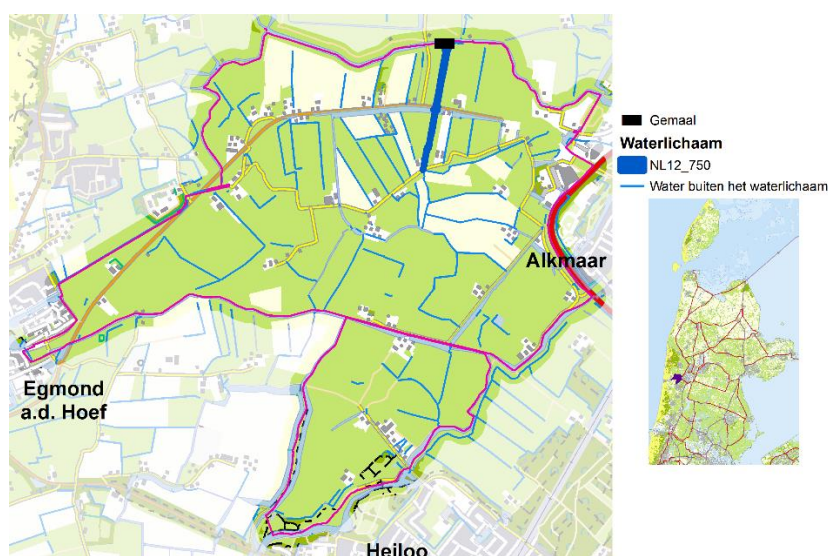 Gemaal
Waterlichaam
NL12_750
Water buiten het waterlichaam
Alkmaar
Egmond
a.d. Hoef
Heiloo